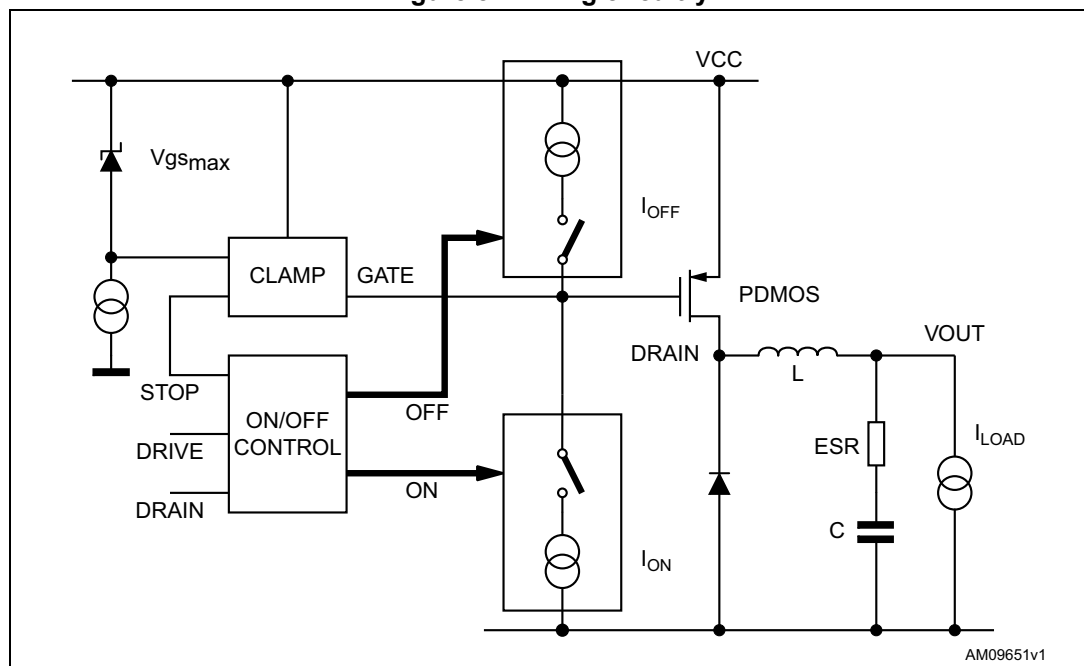 VCC
Vgsmax
IOFF
CLAMP
GATE
PDMOS
DRAIN
VOUT
L
STOP
OFF
ON/OFF
CONTROL
DRIVE
ESR
ILOAD
ON
DRAIN
C
ION
AM09651v1